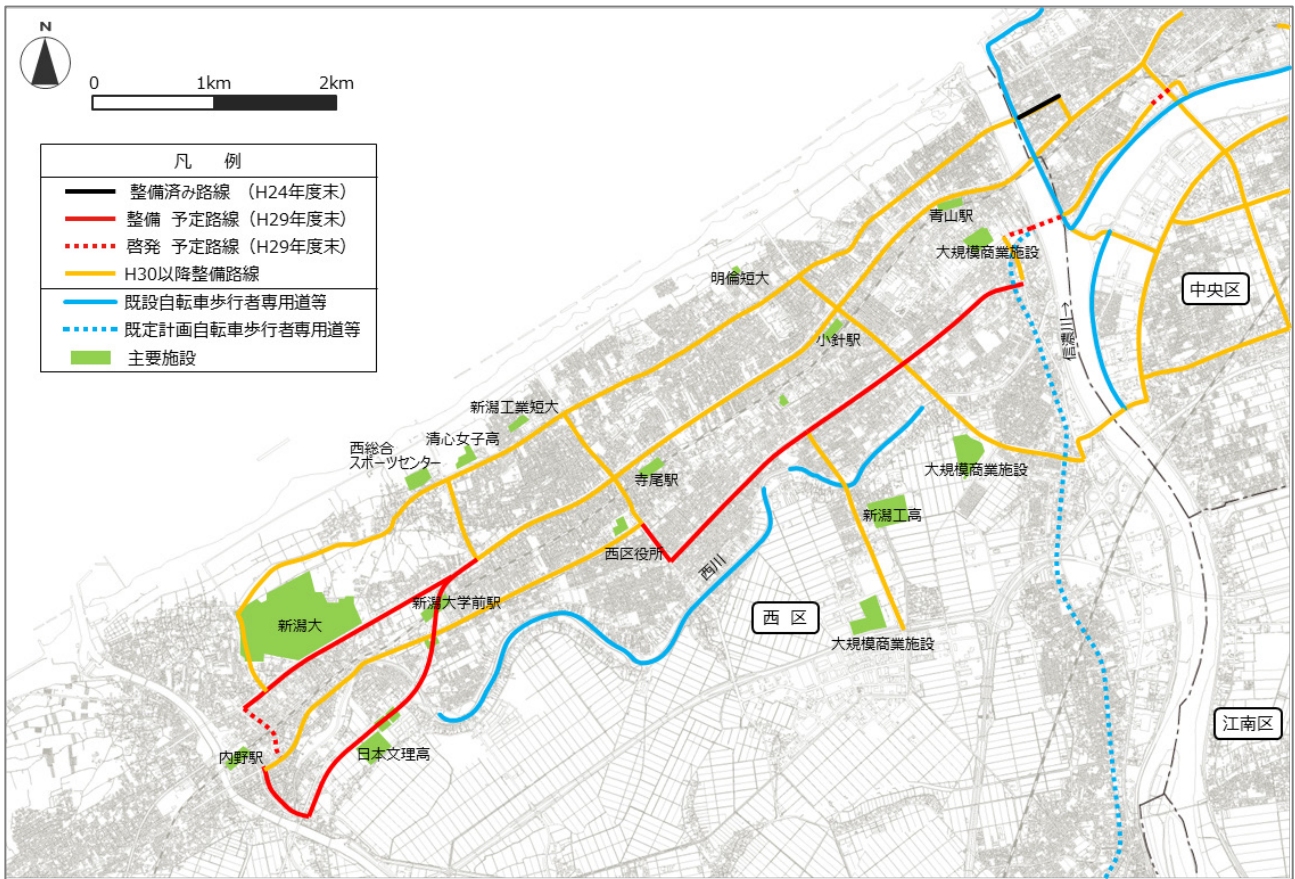 N
0 1km 2km
凡 例
整備済み路線 (H24年度末)
整備 予定路線(H29年度末)
啓発 予定路線(H29年度末)
H30以降整備路線
既設自転車歩行者専用道等
既定計画自転車歩行者専用道等
主要施設
青山駅
大規模商業施設
明倫短大
中央区
信濃川→
小針駅
新潟工業短大
清心女子高
西総合
スポーツセンター
寺尾駅
大規模商業施設
新潟工高
西区役所
西川
新潟大学前駅
西 区
新潟大
大規模商業施設
江南区
内野駅
日本文理高